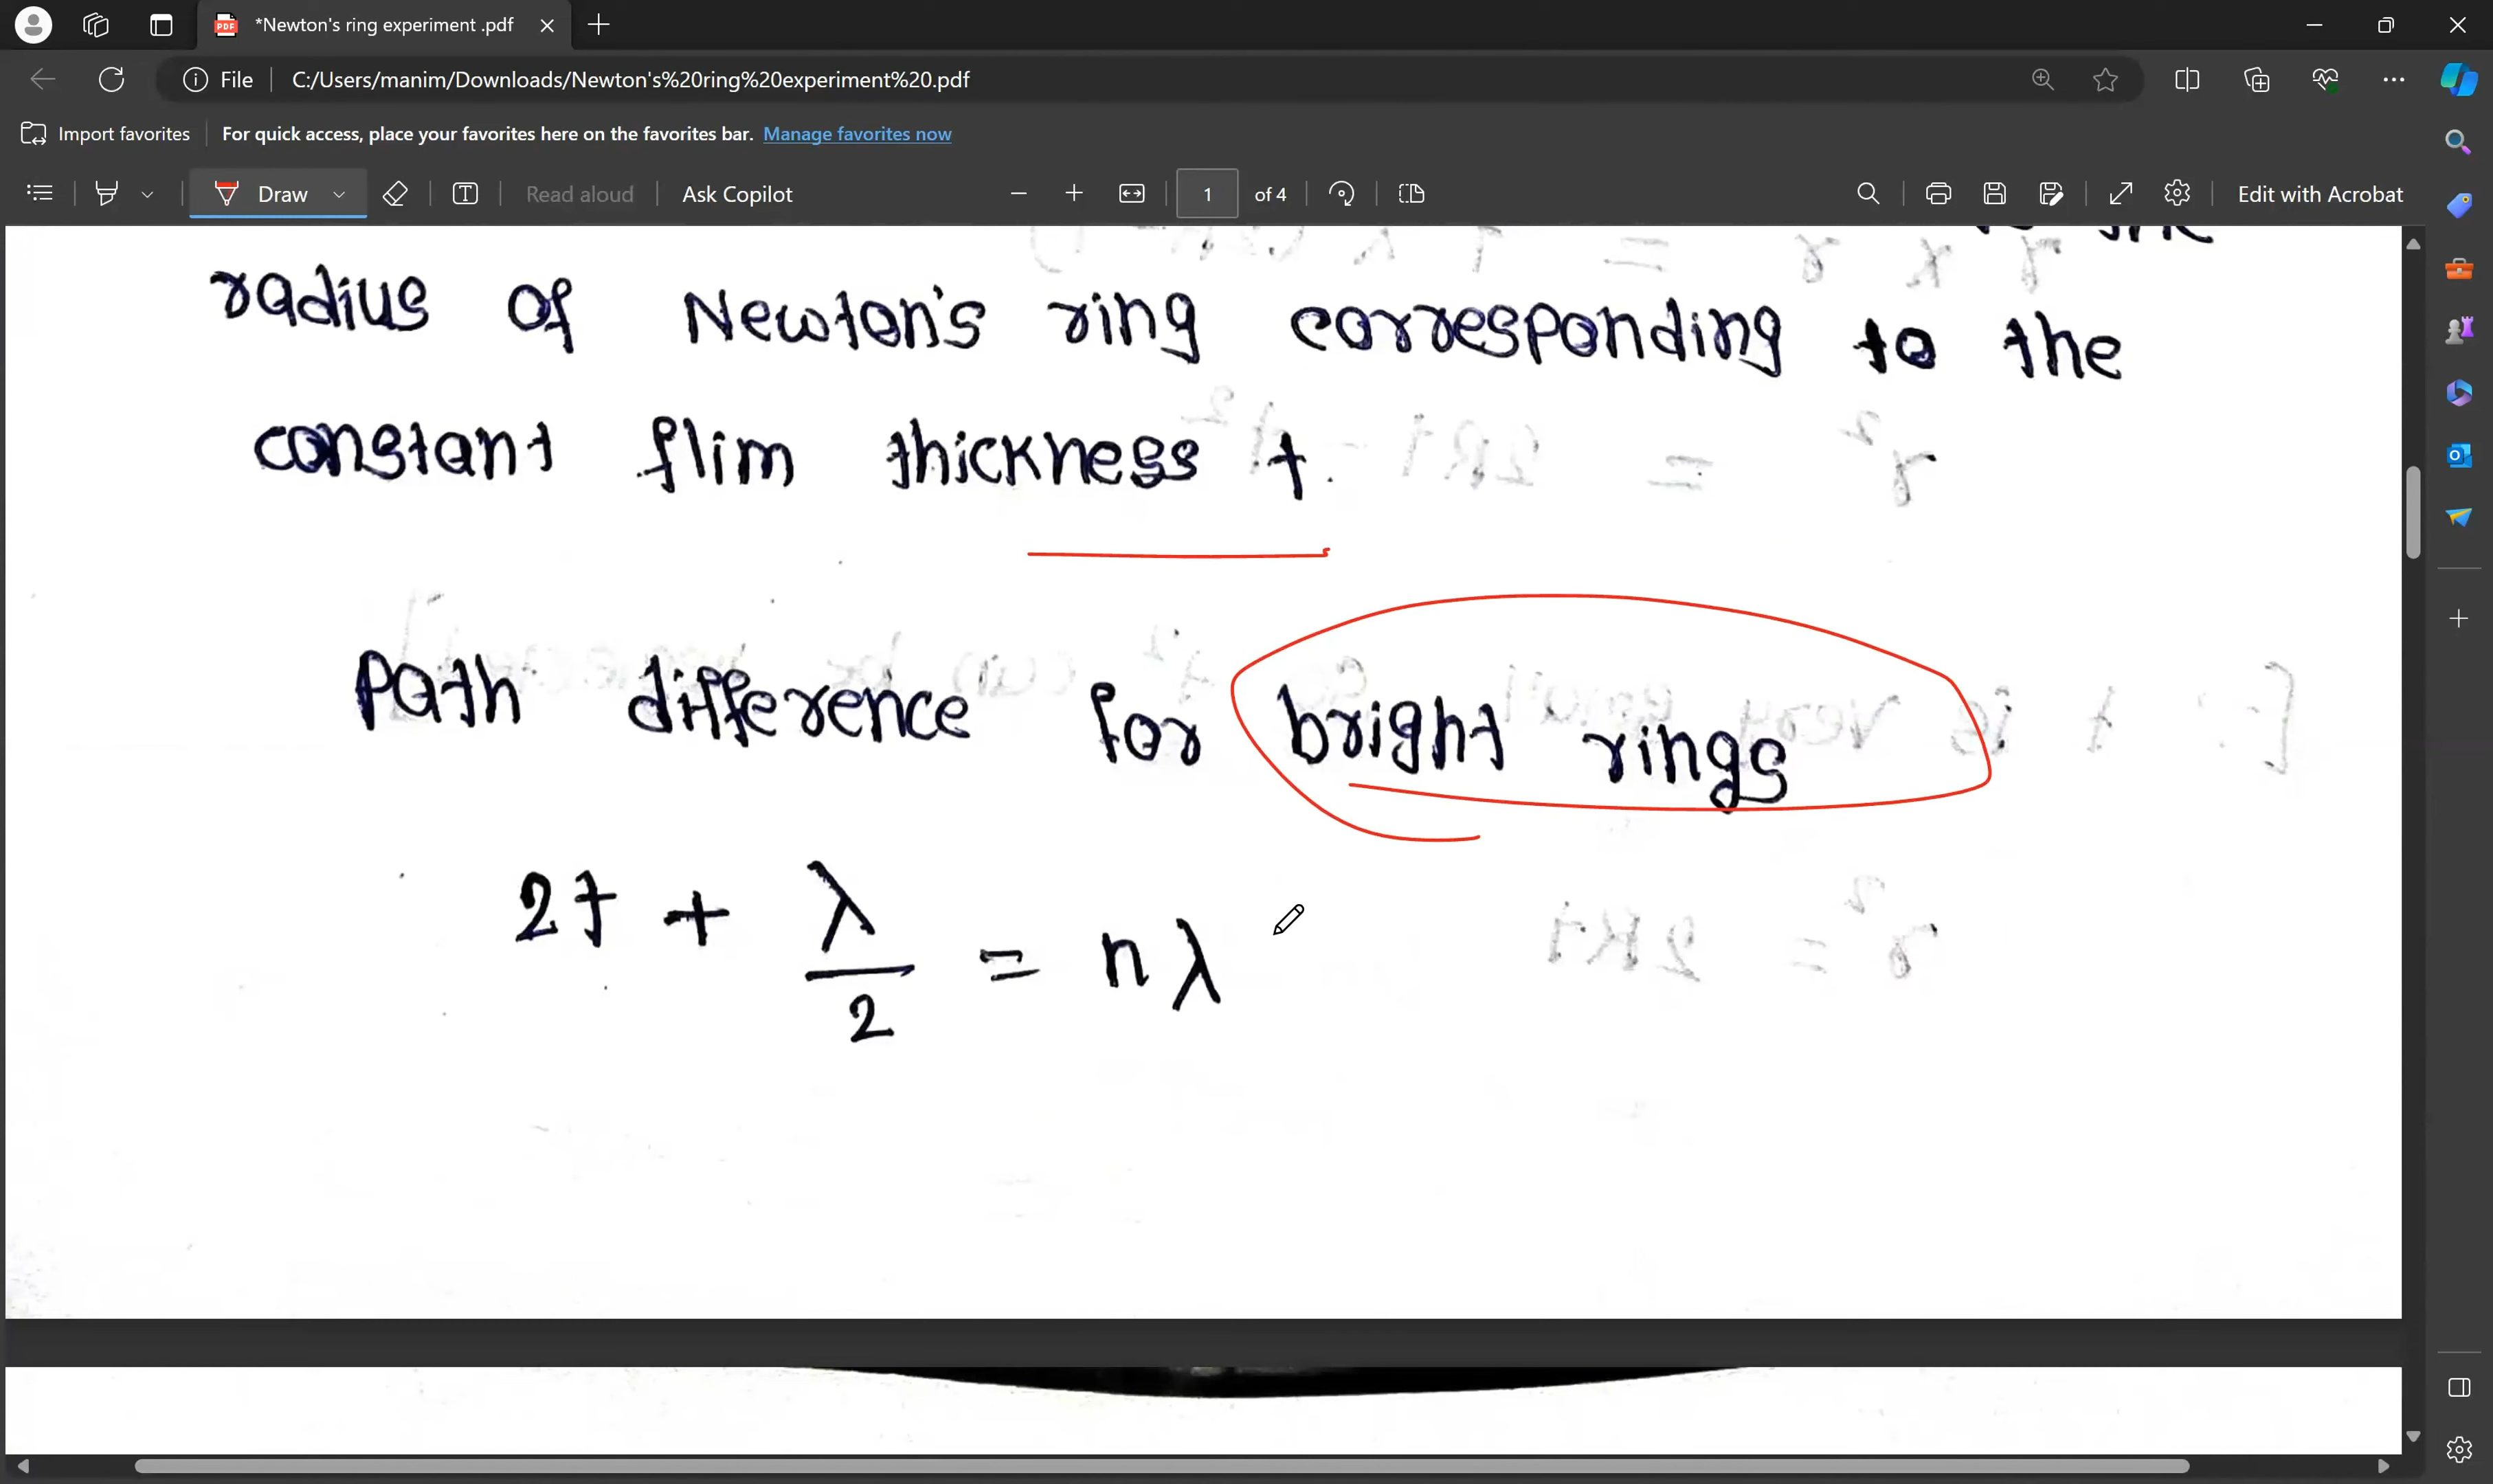 *Newton's ring experiment .pdf
File C:/Users/manim/Downloads/Newton's%20ring%20experiment%20.pdf
Import favorites For quick access, place your favorites here on the favorites bar. Manage favorites now
Draw Read aloud Ask Copilot 1 of 4 Edit with Acrobat
radius of Newton's ring corresponding to the
constant flim thickness t.
Path difference for bright rings
2t + λ/2 = nλ